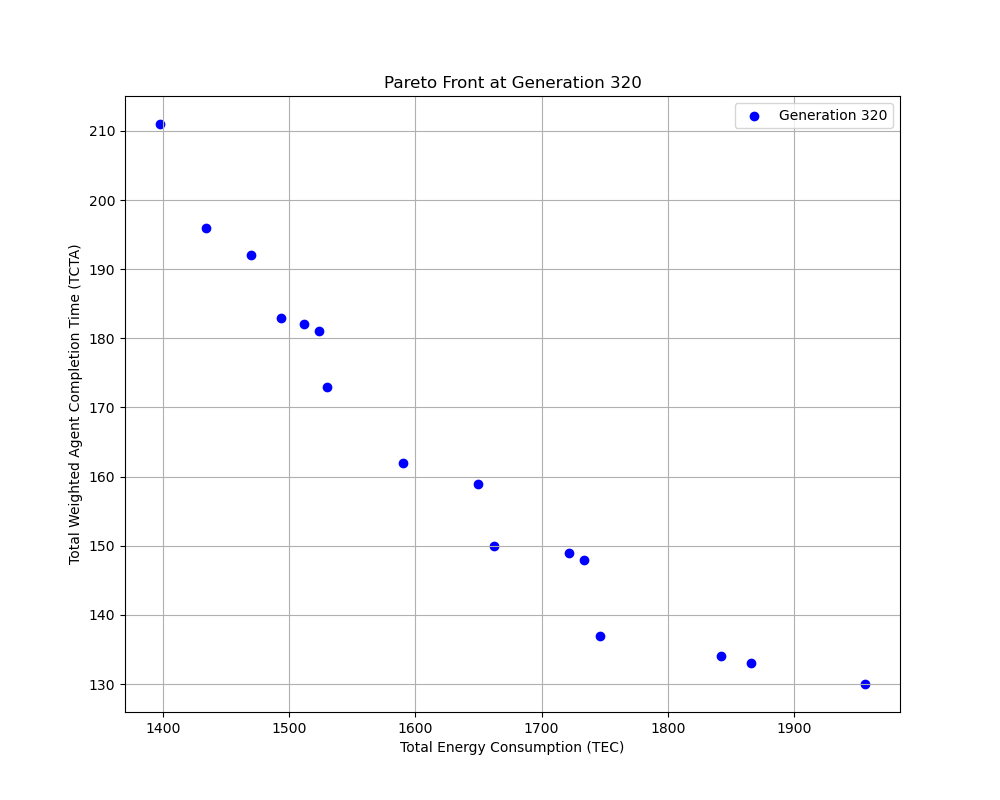 Pareto Front at Generation 320
Generation 320
Total Weighted Agent Completion Time (TCTA)
210
200
190
180
170
160
150
140
130
1400 1500 1600 1700 1800 1900
Total Energy Consumption (TEC)